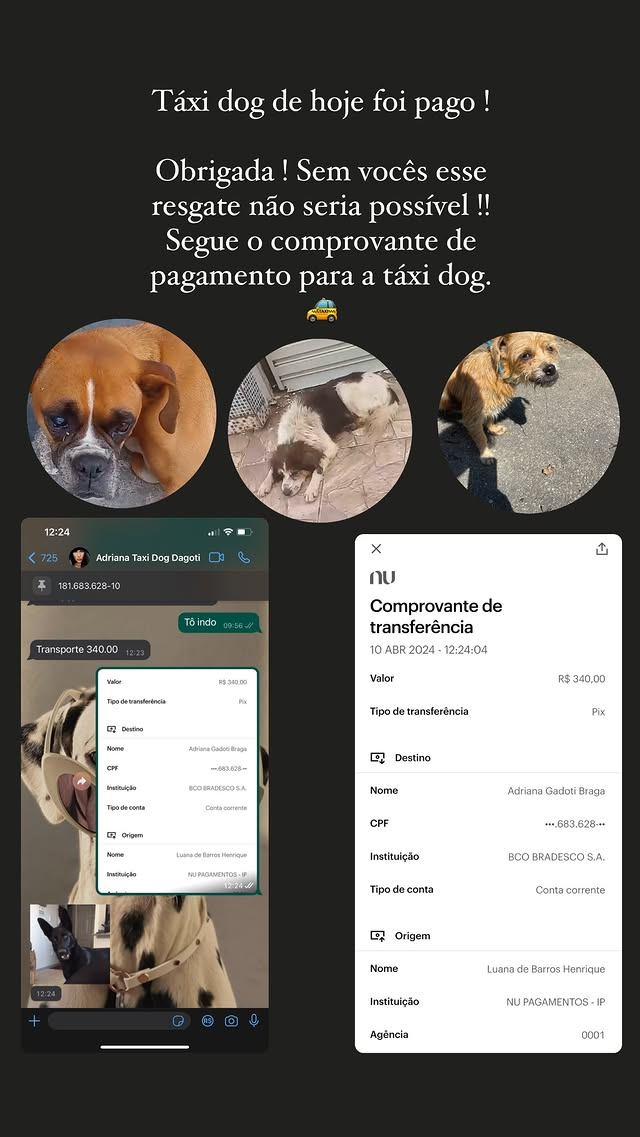 Táxi dog de hoje foi pago !
Obrigada ! Sem vocês esse
resgate não seria possível !!
Segue o comprovante de
pagamento para a táxi dog.
TAXI
12:24
725
Adriana Taxi Dog Dagoti
181.683.628-10
Tô indo 09:56
Transporte 340.00 12:23
Valor R$ 340,00
Tipo de transferência Pix
Destino
Nome Adriana Gadoti Braga
CPF •••.683.628-••
Instituição BCO BRADESCO S.A.
Tipo de conta Conta corrente
Origem
Nome Luana de Barros Henrique
Instituição NU PAGAMENTOS - IP
12:24
12:24
R$
nu
Comprovante de
transferência
10 ABR 2024 - 12:24:04
Valor R$ 340,00
Tipo de transferência Pix
Destino
Nome Adriana Gadoti Braga
CPF •••.683.628-••
Instituição BCO BRADESCO S.A.
Tipo de conta Conta corrente
Origem
Nome Luana de Barros Henrique
Instituição NU PAGAMENTOS - IP
Agência 0001